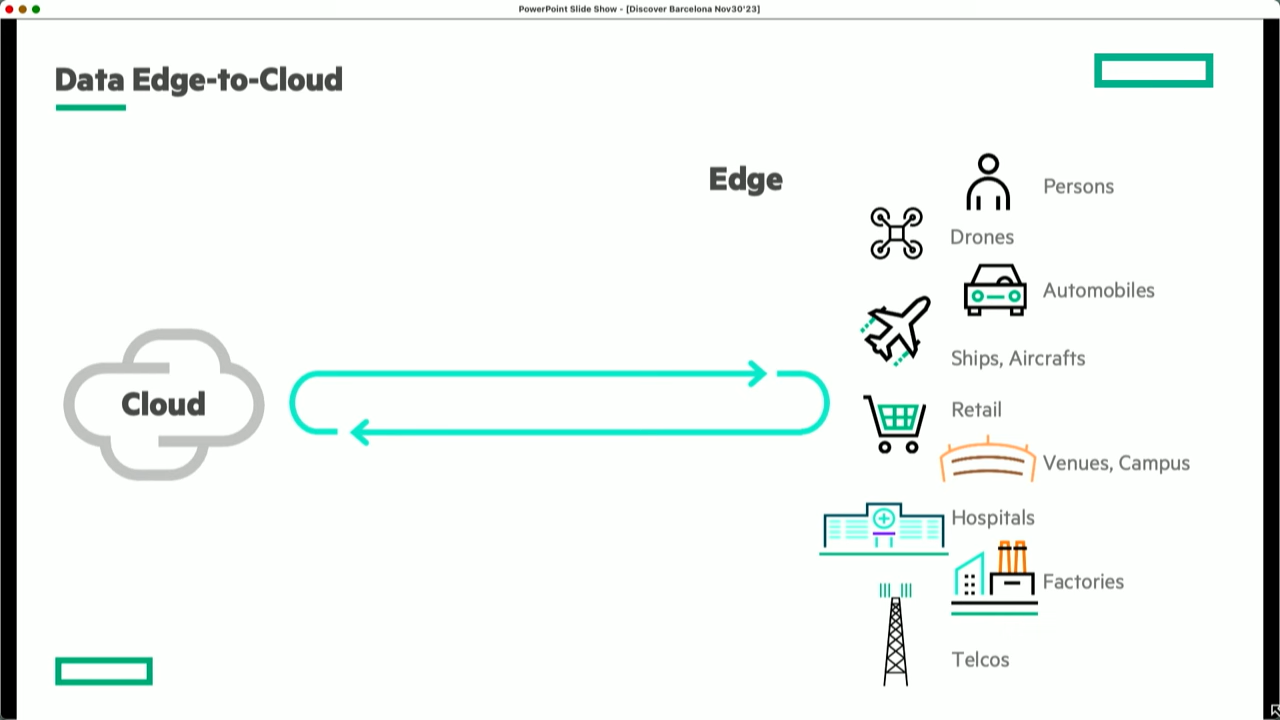 PowerPoint Slide Show - [Discover Barcelona Nov30'23]
Data Edge-to-Cloud
Edge
Persons
Drones
Automobiles
Ships, Aircrafts
Cloud
Retail
Venues, Campus
Hospitals
Factories
Telcos